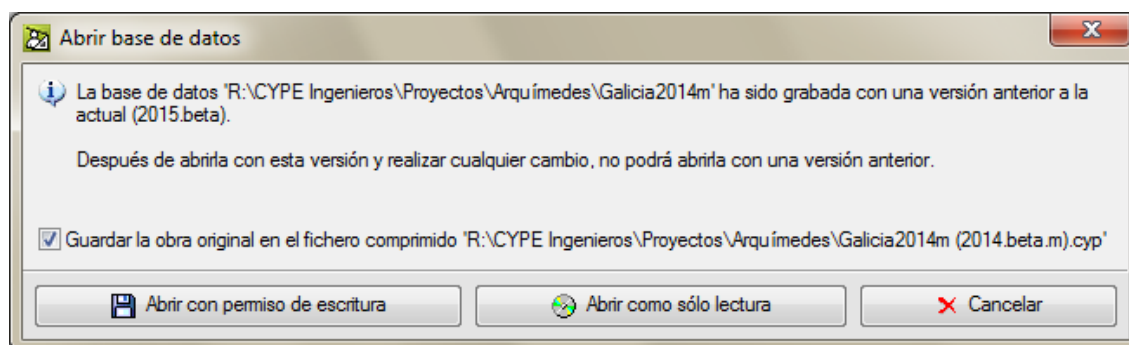 Abrir base de datos
La base de datos 'R:\CYPE Ingenieros\Proyectos\Arquímedes\Galicia2014m' ha sido grabada con una versión anterior a la
actual (2015.beta).
Después de abrirla con esta versión y realizar cualquier cambio, no podrá abrirla con una versión anterior.
Guardar la obra original en el fichero comprimido 'R:\CYPE Ingenieros\Proyectos\Arquímedes\Galicia2014m (2014.beta.m).cyp'
Abrir con permiso de escritura
Abrir como sólo lectura
Cancelar